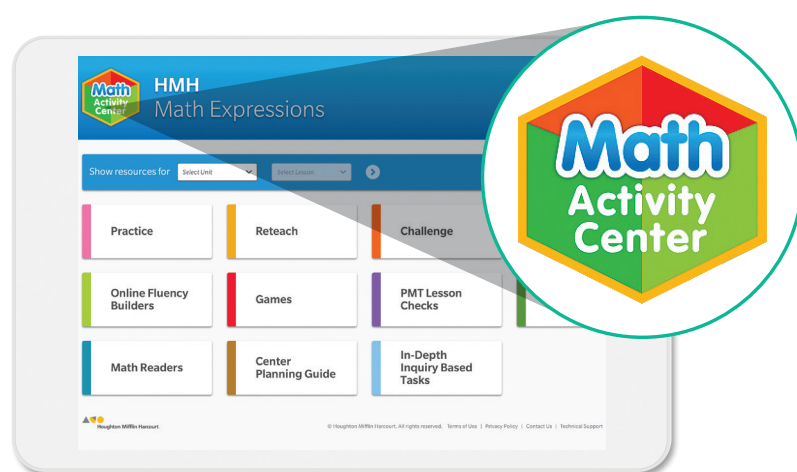 Math
Activity
Center
HMH
Math Expressions
Show resources for
Select Unit
Select Lesson
Practice
Reteach
Challenge
Online Fluency
Builders
Games
PMT Lesson
Checks
Math Readers
Center
Planning Guide
In-Depth
Inquiry Based
Tasks
Houghton Mifflin Harcourt
© Houghton Mifflin Harcourt. All rights reserved. Terms of Use | Privacy Policy | Contact Us | Technical Support
Math
Activity
Center